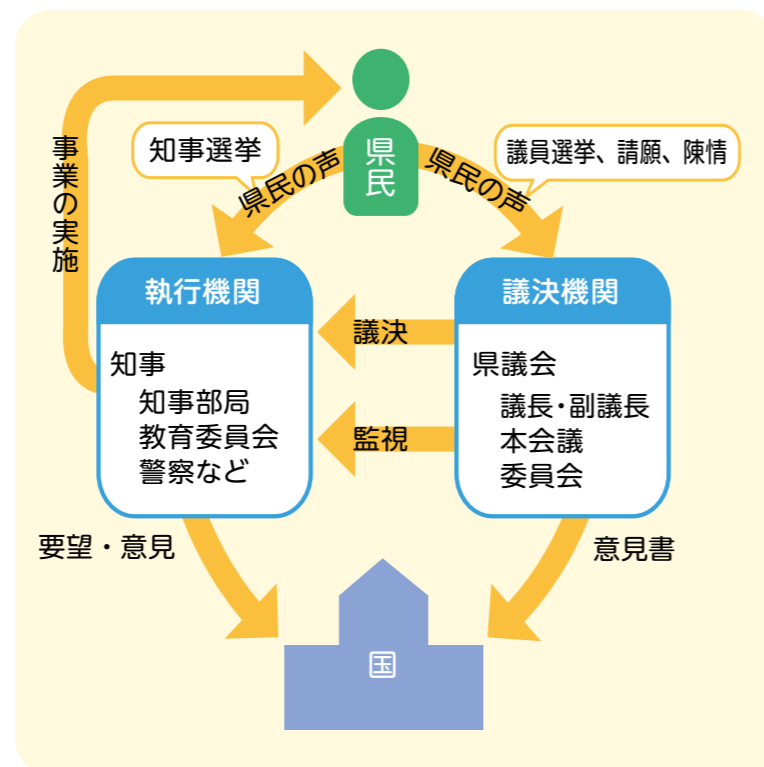 県民
知事選挙
議員選挙、請願、陳情
県民の声
県民の声
事業の実施
執行機関
知事
知事部局
教育委員会
警察など
議決
監視
議決機関
県議会
議長・副議長
本会議
委員会
要望・意見
意見書
国